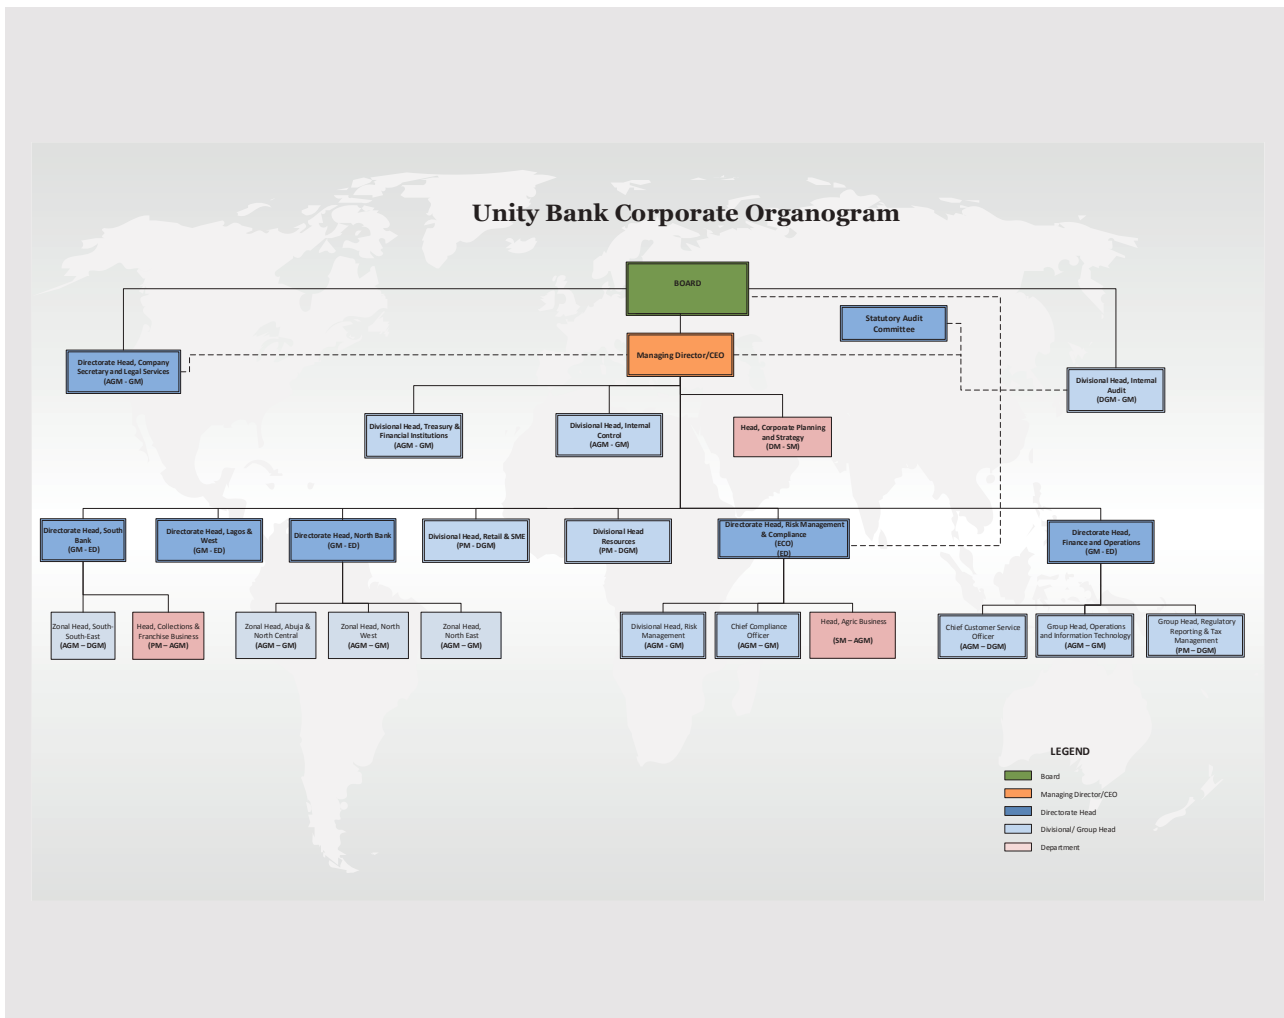 Unity Bank Corporate Organogram
BOARD
Statutory Audit
Committee
Managing Director/CEO
Directorate Head, Company
Secretary and Legal Services
(AGM - GM)
Divisional Head, Internal
Audit
(DGM - GM)
Divisional Head, Treasury &
Financial Institutions
(AGM - GM)
Divisional Head, Internal
Control
(AGM - GM)
Head, Corporate Planning
and Strategy
(DM - SM)
Directorate Head, South
Bank
(GM - ED)
Directorate Head, Lagos &
West
(GM - ED)
Directorate Head, North Bank
(GM - ED)
Divisional Head, Retail & SME
(PM - DGM)
Divisional Head
Resources
(PM - DGM)
Directorate Head, Risk Management
& Compliance
(ECO)
(ED)
Directorate Head,
Finance and Operations
(GM - ED)
Zonal Head, South-
South-East
(AGM – DGM)
Head, Collections &
Franchise Business
(PM – AGM)
Zonal Head, Abuja &
North Central
(AGM – GM)
Zonal Head, North
West
(AGM – GM)
Zonal Head,
North East
(AGM – GM)
Divisional Head, Risk
Management
(AGM - GM)
Chief Compliance
Officer
(AGM – GM)
Head, Agric Business
(SM – AGM)
Chief Customer Service
Officer
(AGM – DGM)
Group Head, Operations
and Information Technology
(AGM – GM)
Group Head, Regulatory
Reporting & Tax
Management
(PM – DGM)
LEGEND
Board
Managing Director/CEO
Directorate Head
Divisional/ Group Head
Department